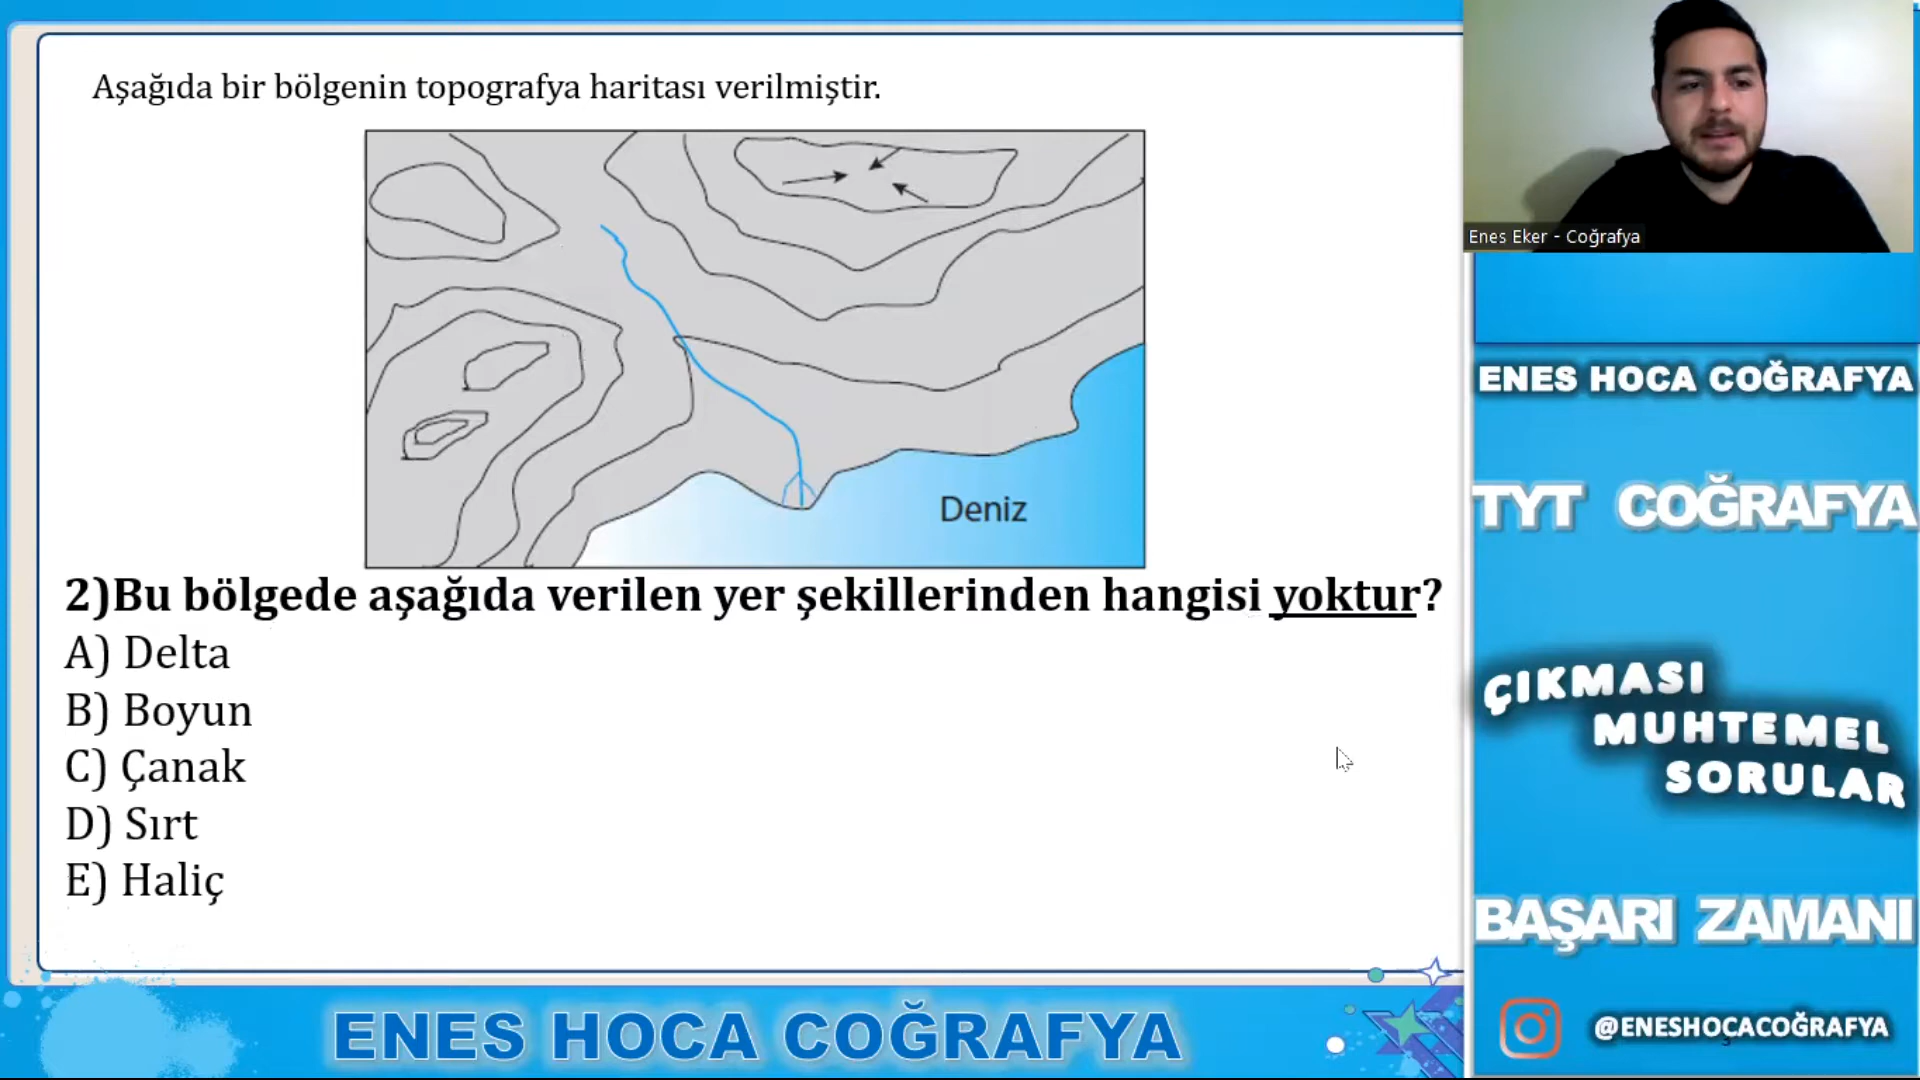 Aşağıda bir bölgenin topografya haritası verilmiştir.
Deniz
2)Bu bölgede aşağıda verilen yer şekillerinden hangisi yoktur?
A) Delta
B) Boyun
C) Çanak
D) Sırt
E) Haliç
ENES HOCA COĞRAFYA
Enes Eker - Coğrafya
ENES HOCA COĞRAFYA
TYT COĞRAFYA
ÇIKMASI
MUHTEMEL
SORULAR
BAŞARI ZAMANI
@ENESHOCACOĞRAFYA
3